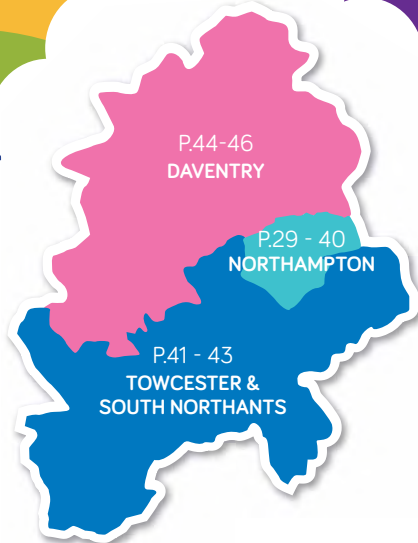 P.44-46
DAVENTRY
P.29 - 40
NORTHAMPTON
P.41 - 43
TOWCESTER &
SOUTH NORTHANTS